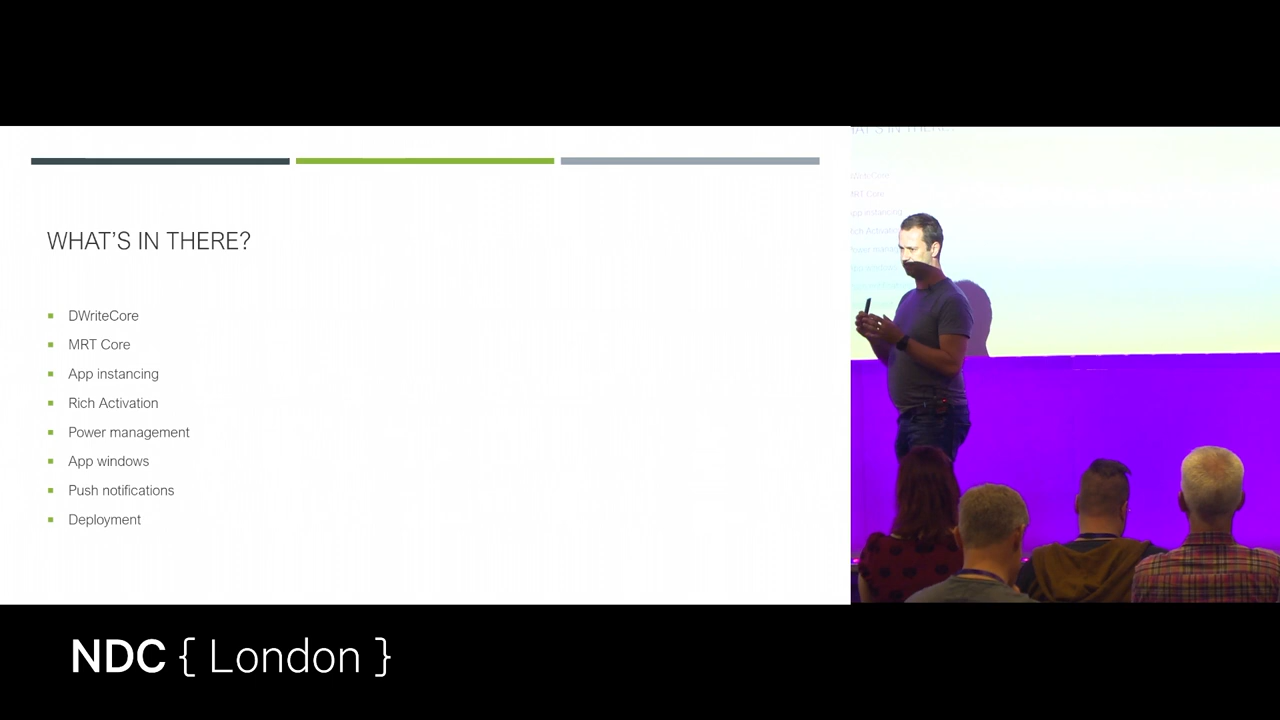 WHAT'S IN THERE?
DWriteCore
MRT Core
App instancing
Rich Activation
Power management
App windows
Push notifications
Deployment
NDC { London }